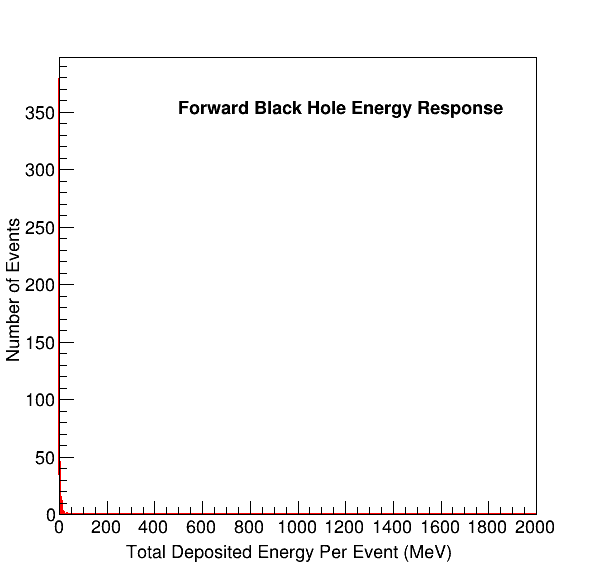 Forward Black Hole Energy Response
Number of Events
350
300
250
200
150
100
50
0
0 200 400 600 800 1000 1200 1400 1600 1800 2000
Total Deposited Energy Per Event (MeV)